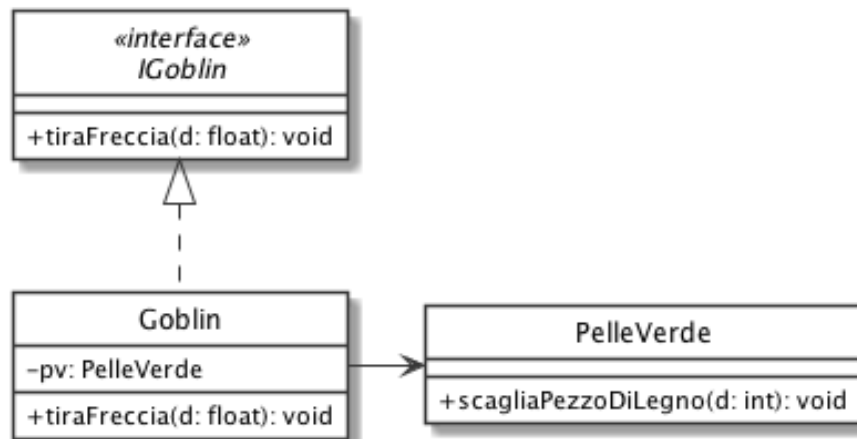 «interface»
IGoblin
+tiraFreccia(d: float): void
Goblin
-pv: PelleVerde
+tiraFreccia(d: float): void
PelleVerde
+scagliaPezzoDiLegno(d: int): void